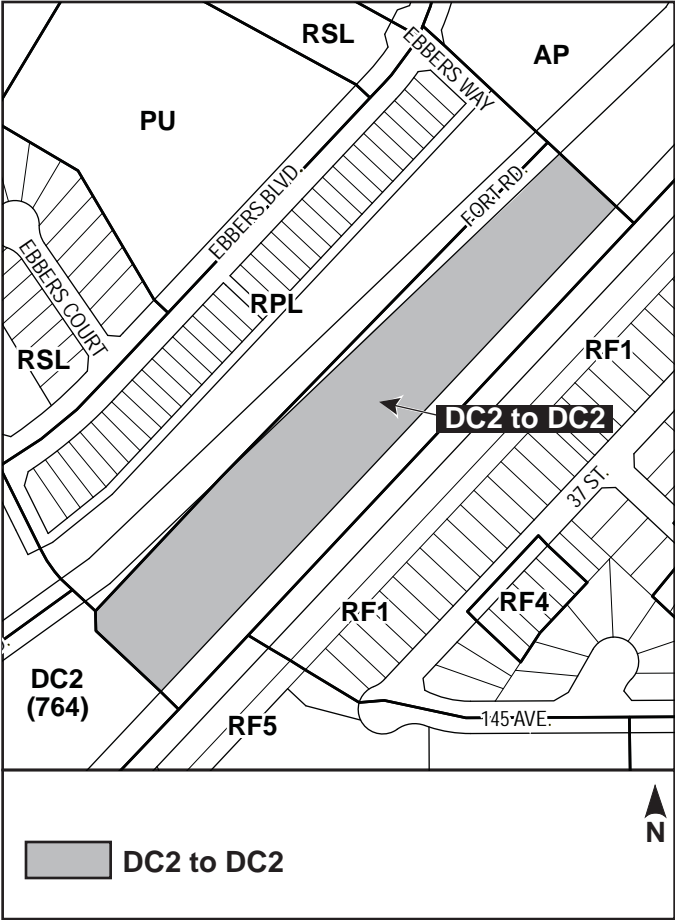 RSL
EBBERS WAY
AP
PU
EBBERS BLVD.
FORT RD.
EBBERS COURT
RPL
RSL
RF1
DC2 to DC2
37 ST.
RF4
RF1
DC2
(764)
RF5
145 AVE.
N
DC2 to DC2